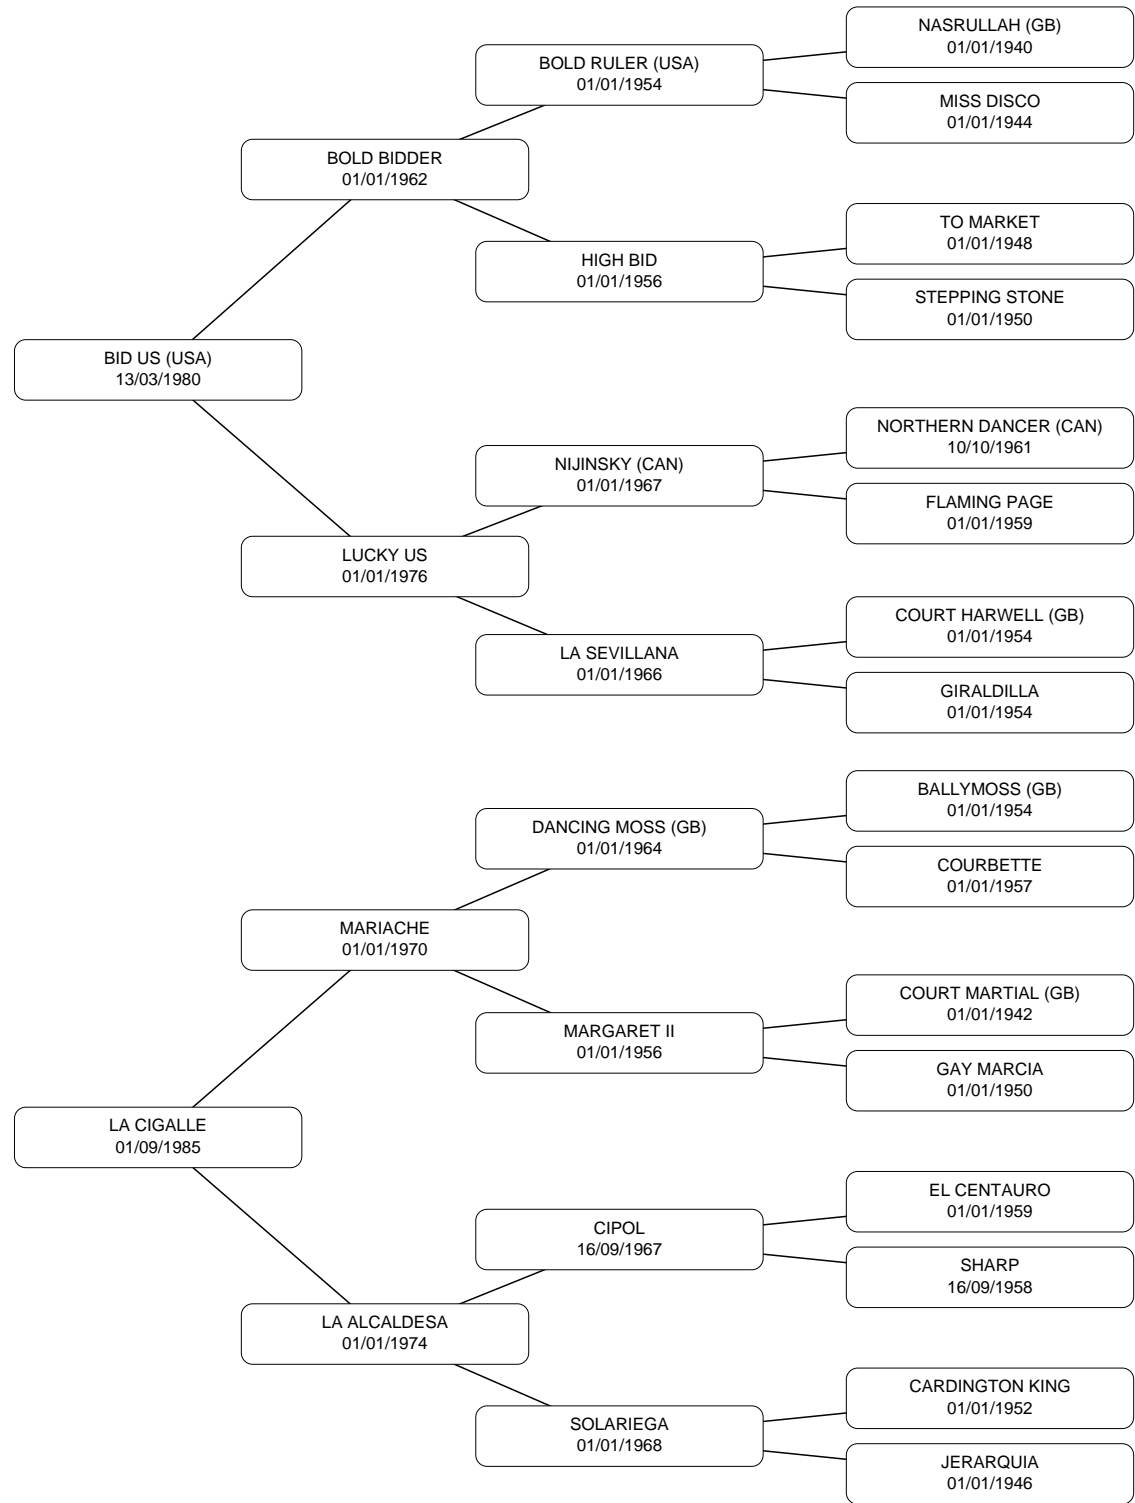 NASRULLAH (GB)
01/01/1940
BOLD RULER (USA)
01/01/1954
MISS DISCO
01/01/1944
BOLD BIDDER
01/01/1962
TO MARKET
01/01/1948
HIGH BID
01/01/1956
STEPPING STONE
01/01/1950
BID US (USA)
13/03/1980
NORTHERN DANCER (CAN)
10/10/1961
NIJINSKY (CAN)
01/01/1967
FLAMING PAGE
01/01/1959
LUCKY US
01/01/1976
COURT HARWELL (GB)
01/01/1954
LA SEVILLANA
01/01/1966
GIRALDILLA
01/01/1954
BALLYMOSS (GB)
01/01/1954
DANCING MOSS (GB)
01/01/1964
COURBETTE
01/01/1957
MARIACHE
01/01/1970
COURT MARTIAL (GB)
01/01/1942
MARGARET II
01/01/1956
GAY MARCIA
01/01/1950
LA CIGALLE
01/09/1985
EL CENTAURO
01/01/1959
CIPOL
16/09/1967
SHARP
16/09/1958
LA ALCALDESA
01/01/1974
CARDINGTON KING
01/01/1952
SOLARIEGA
01/01/1968
JERARQUIA
01/01/1946